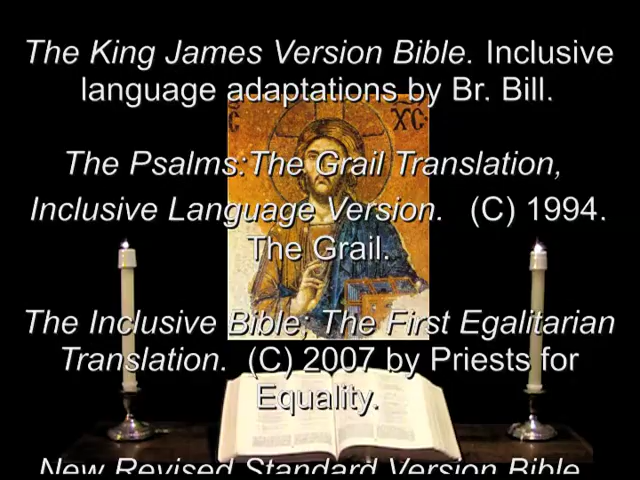 The King James Version Bible. Inclusive
language adaptations by Br. Bill.
The Psalms:The Grail Translation,
Inclusive Language Version. (C) 1994.
The Grail.
The Inclusive Bible: The First Egalitarian
Translation. (C) 2007 by Priests for
Equality.
New Revised Standard Version Bible
C XC